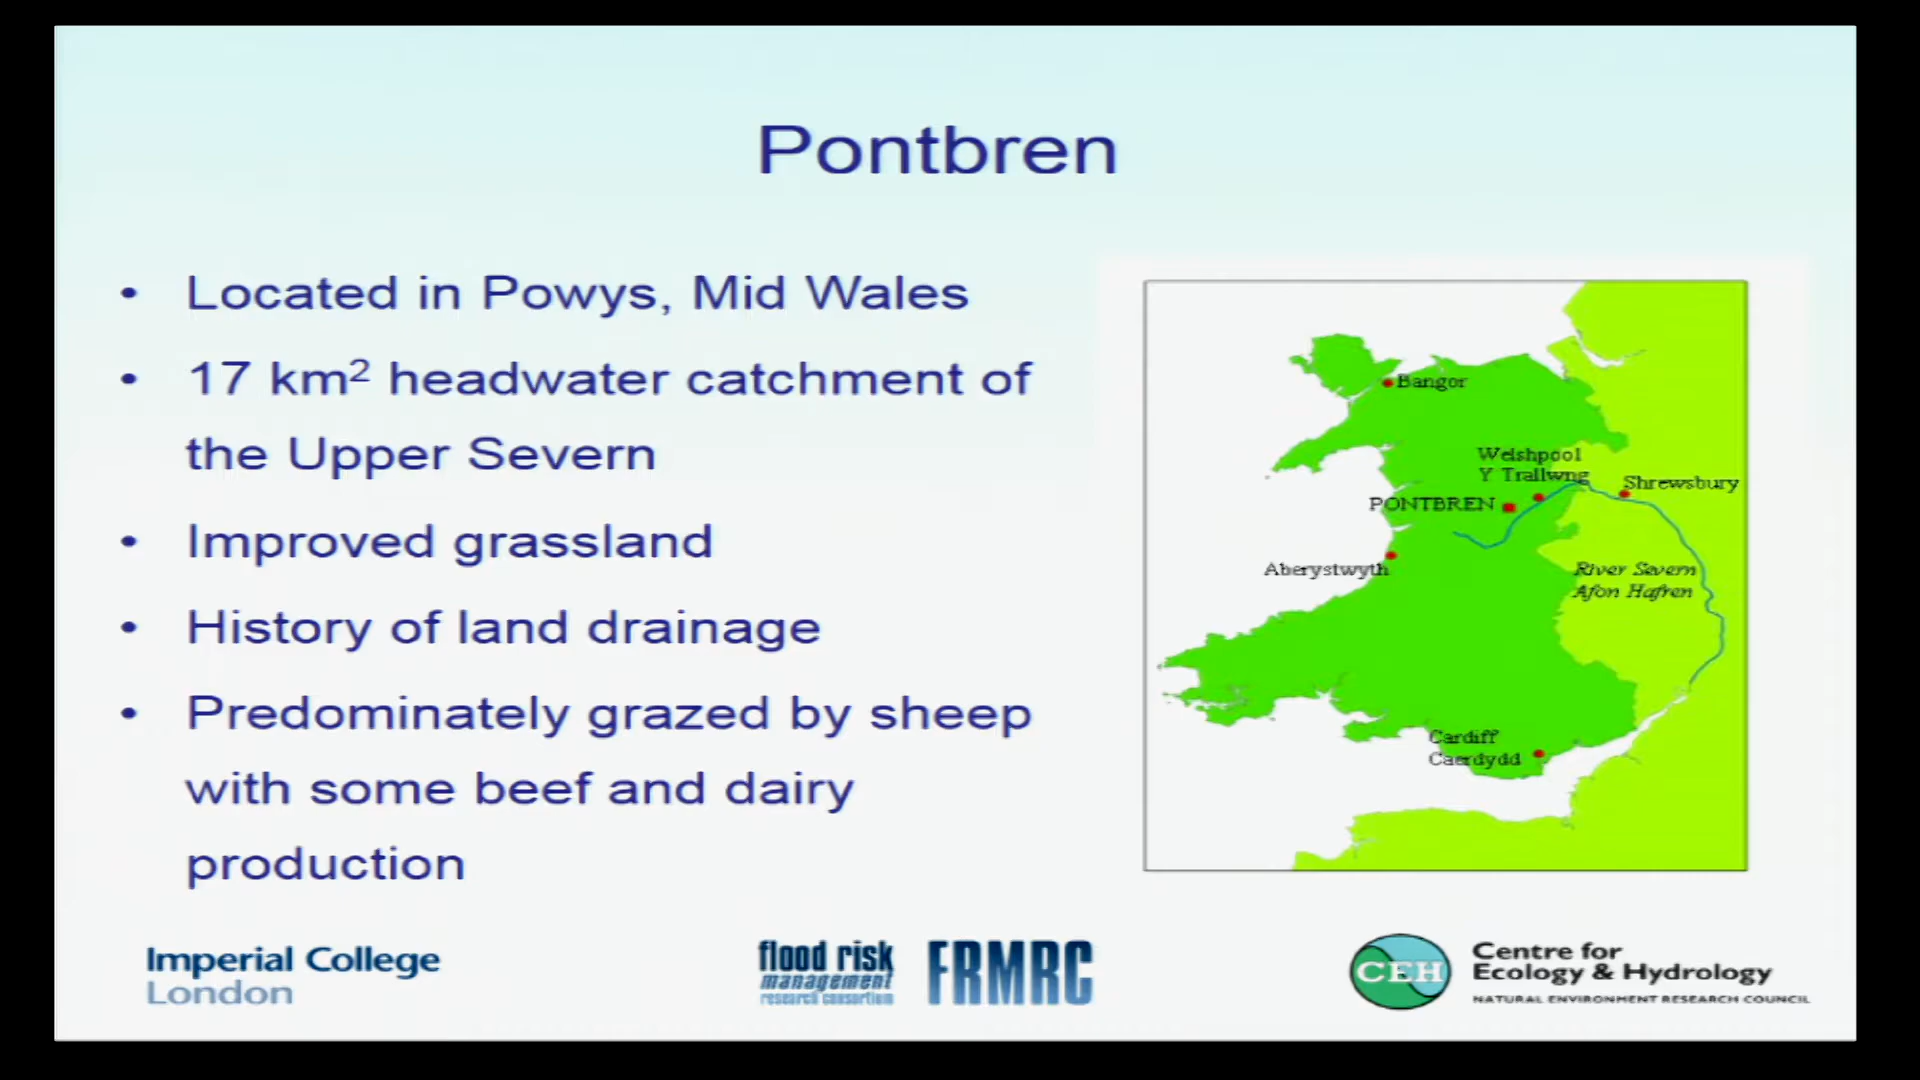 Pontbren
• Located in Powys, Mid Wales
• 17 km² headwater catchment of
the Upper Severn
• Improved grassland
• History of land drainage
• Predominately grazed by sheep
with some beef and dairy
production
Bangor
Welshpool
Y Trallwng
Shrewsbury
PONTBREN
Aberystwyth
River Severn
Afon Hafren
Cardiff
Caerdydd
Imperial College
London
flood risk
management
research consortium
FRMRC
CEH
Centre for
Ecology & Hydrology
NATURAL ENVIRONMENT RESEARCH COUNCIL